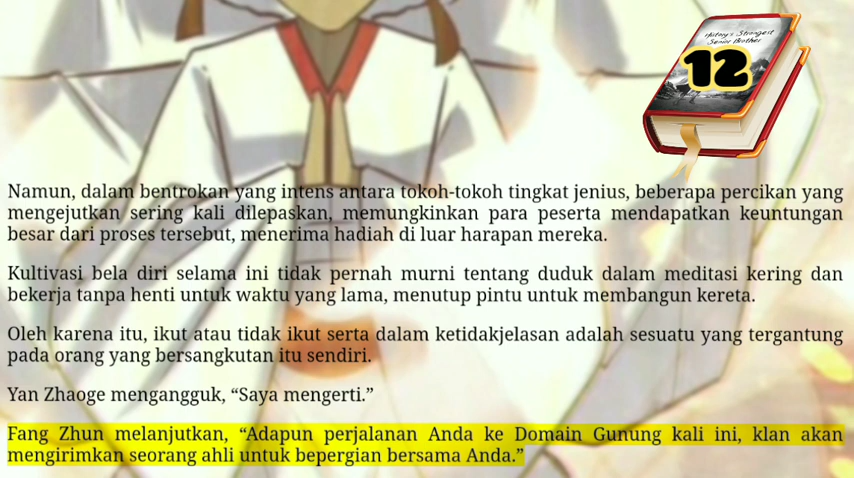 History's Strongest
Senior Brother
12
Namun, dalam bentrokan yang intens antara tokoh-tokoh tingkat jenius, beberapa percikan yang
mengejutkan sering kali dilepaskan, memungkinkan para peserta mendapatkan keuntungan
besar dari proses tersebut, menerima hadiah di luar harapan mereka.
Kultivasi bela diri selama ini tidak pernah murni tentang duduk dalam meditasi kering dan
bekerja tanpa henti untuk waktu yang lama, menutup pintu untuk membangun kereta.
Oleh karena itu, ikut atau tidak ikut serta dalam ketidakjelasan adalah sesuatu yang tergantung
pada orang yang bersangkutan itu sendiri.
Yan Zhaoge mengangguk, “Saya mengerti.”
Fang Zhun melanjutkan, “Adapun perjalanan Anda ke Domain Gunung kali ini, klan akan
mengirimkan seorang ahli untuk bepergian bersama Anda.”